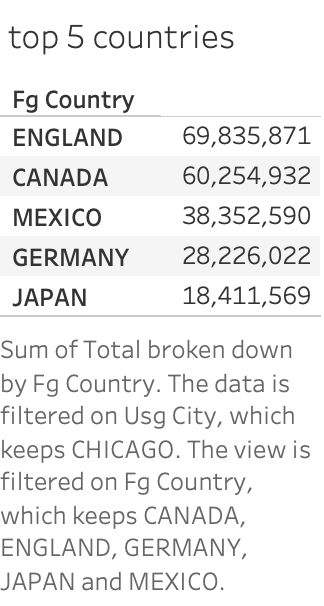 top 5 countries
Fg Country
ENGLAND 69,835,871
CANADA 60,254,932
MEXICO 38,352,590
GERMANY 28,226,022
JAPAN 18,411,569
Sum of Total broken down
by Fg Country. The data is
filtered on Usg City, which
keeps CHICAGO. The view is
filtered on Fg Country,
which keeps CANADA,
ENGLAND, GERMANY,
JAPAN and MEXICO.